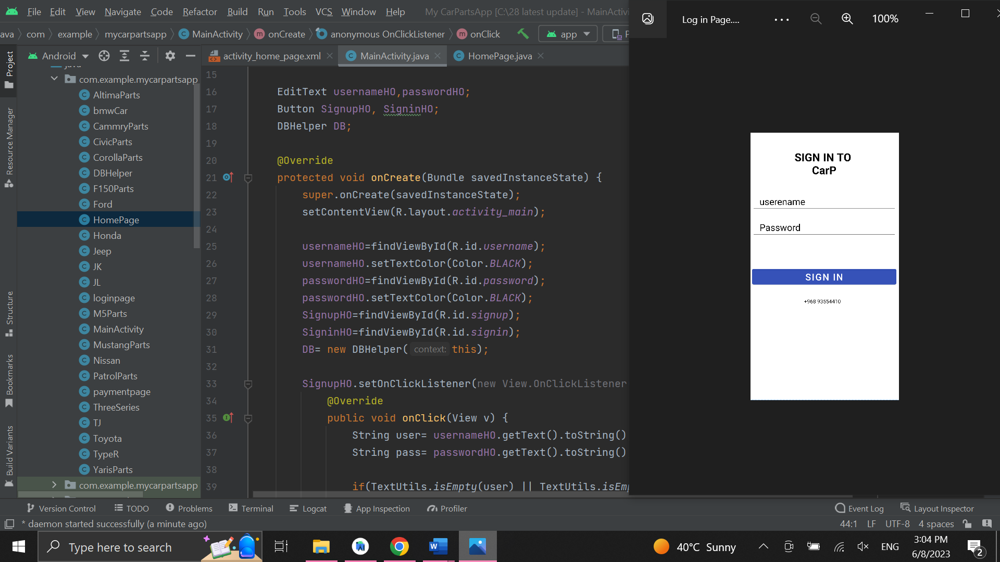 File Edit View Navigate Code Refactor Build Run Tools VCS Window Help My CarPartsApp [C:\28 latest update] - MainActivi
ava com example mycarpartsapp MainActivity onCreate anonymous OnClickListener onClick app
Android
activity_home_page.xml MainActivity.java HomePage.java
Project
Resource Manager
Structure
Bookmarks
Build Variants
java
com.example.mycarpartsapp
AltimaParts
bmwCar
CammryParts
CivicParts
CorollaParts
DBHelper
F150Parts
Ford
HomePage
Honda
Jeep
JK
JL
loginpage
M5Parts
MainActivity
MustangParts
Nissan
PatrolParts
paymentpage
ThreeSeries
TJ
Toyota
TypeR
YarisParts
com.example.mycarpartsapp
15
16 EditText usernameHO,passwordHO;
17 Button SignupHO, SigninHO;
18 DBHelper DB;
19
20 @Override
21 protected void onCreate(Bundle savedInstanceState) {
22 super.onCreate(savedInstanceState);
23 setContentView(R.layout.activity_main);
24
25 usernameHO=findViewById(R.id.username);
26 usernameHO.setTextColor(Color.BLACK);
27 passwordHO=findViewById(R.id.password);
28 passwordHO.setTextColor(Color.BLACK);
29 SignupHO=findViewById(R.id.signup);
30 SigninHO=findViewById(R.id.signin);
31 DB= new DBHelper( context: this);
32
33 SignupHO.setOnClickListener(new View.OnClickListener
34 @Override
35 public void onClick(View v) {
36 String user= usernameHO.getText().toString()
37 String pass= passwordHO.getText().toString()
38
39 if(TextUtils.isEmpty(user) || TextUtils.isEmp
Log in Page.... 100%
SIGN IN TO
CarP
userename
Password
SIGN IN
+968 93554410
Version Control TODO Problems Terminal Logcat App Inspection Profiler Event Log Layout Inspector
* daemon started successfully (a minute ago) 44:1 LF UTF-8 4 spaces
Type here to search
40°C Sunny ENG
3:04 PM
6/8/2023
2